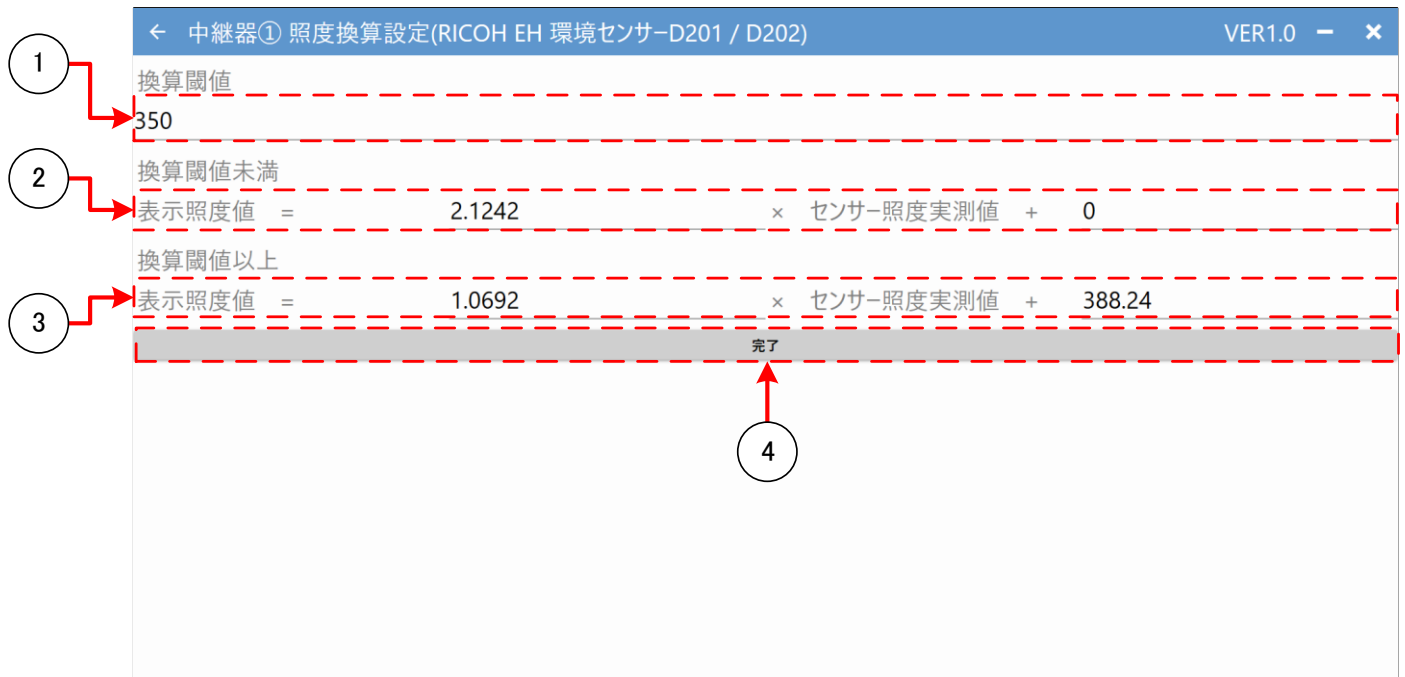 ← 中継器① 照度換算設定(RICOH EH 環境センサーD201 / D202) VER1.0 − ×
換算閾値
1
350
換算閾値未満
2
表示照度値 = 2.1242 × センサー照度実測値 + 0
換算閾値以上
表示照度値 = 1.0692 × センサー照度実測値 + 388.24
3
完了
4